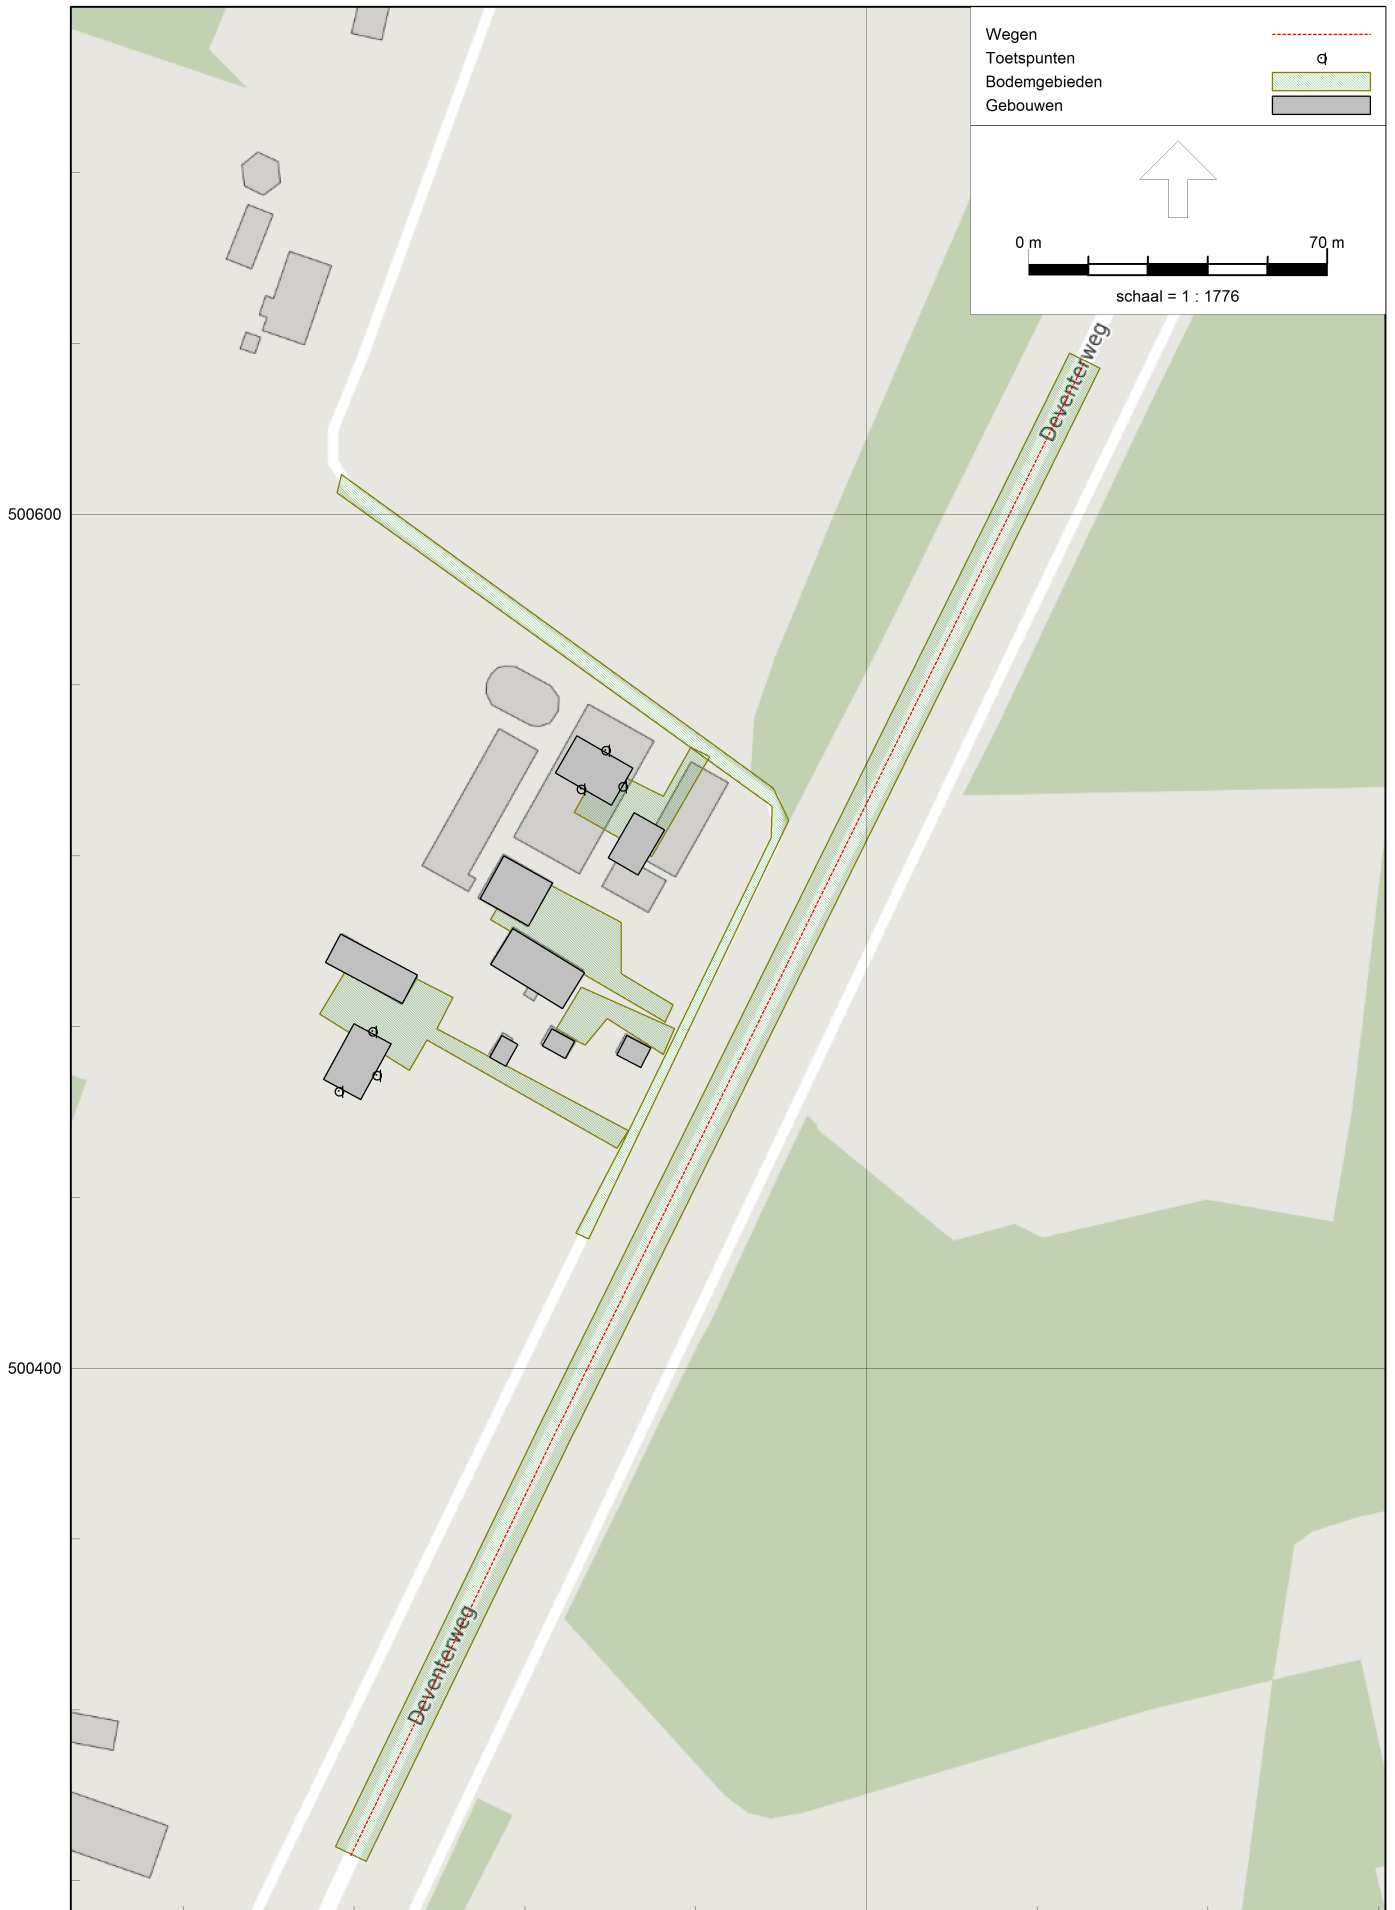 Wegen
Toetspunten
Bodemgebieden
Gebouwen
0 m 70 m
schaal = 1 : 1776
Deventerweg
500600
500400
Deventerweg